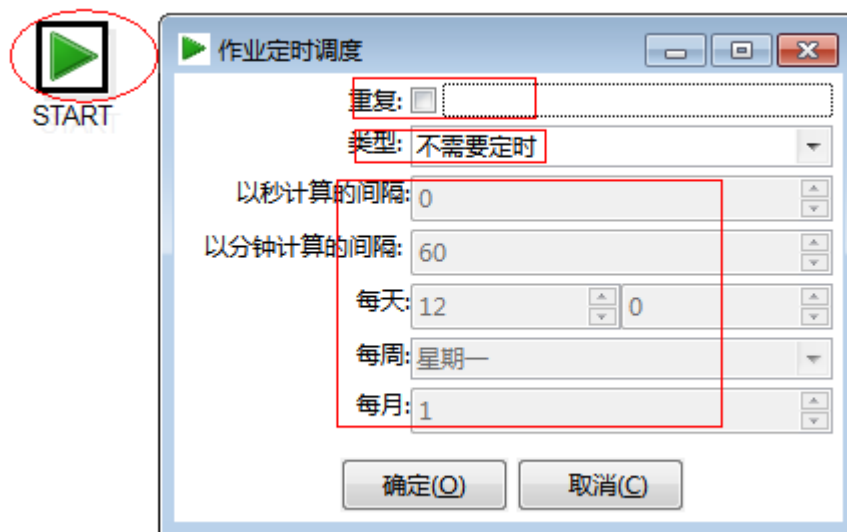 START
作业定时调度
重复:
类型: 不需要定时
以秒计算的间隔: 0
以分钟计算的间隔: 60
每天: 12 0
每周: 星期一
每月: 1
确定(O) 取消(C)